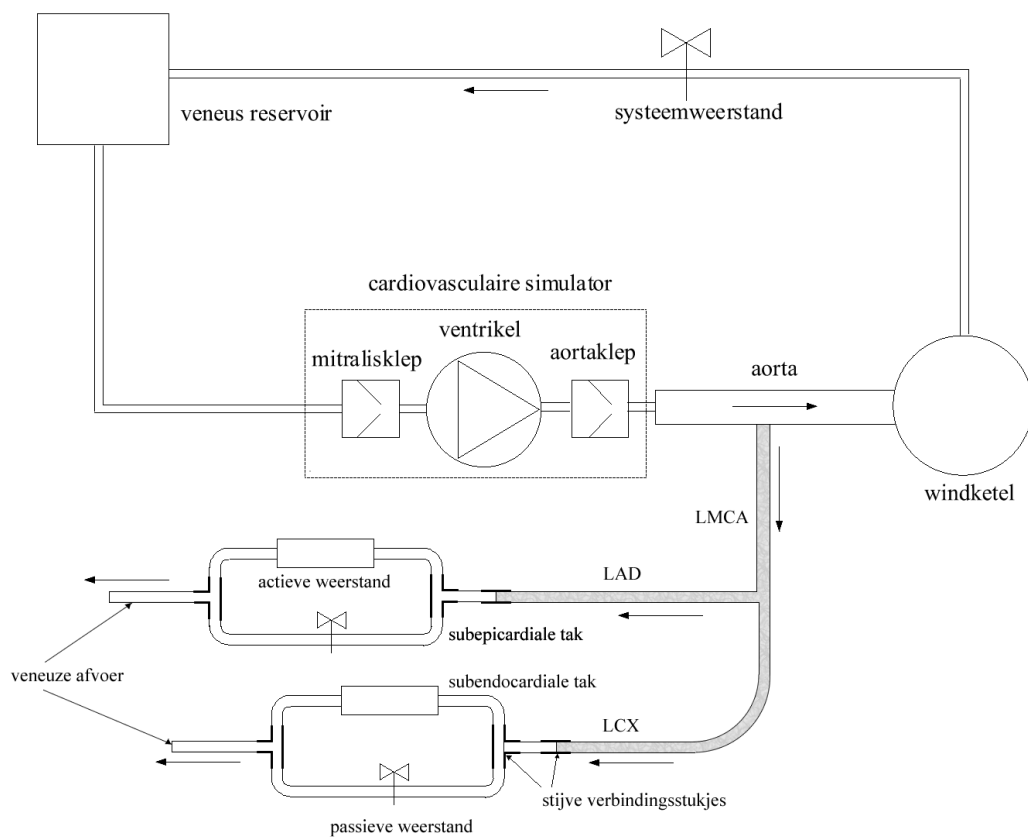 veneus reservoir
systeemweerstand
cardiovasculaire simulator
ventrikel
mitralisklep
aortaklep
aorta
windketel
LMCA
LAD
actieve weerstand
subepicardiale tak
veneuze afvoer
subendocardiale tak
LCX
stijve verbindingsstukjes
passieve weerstand